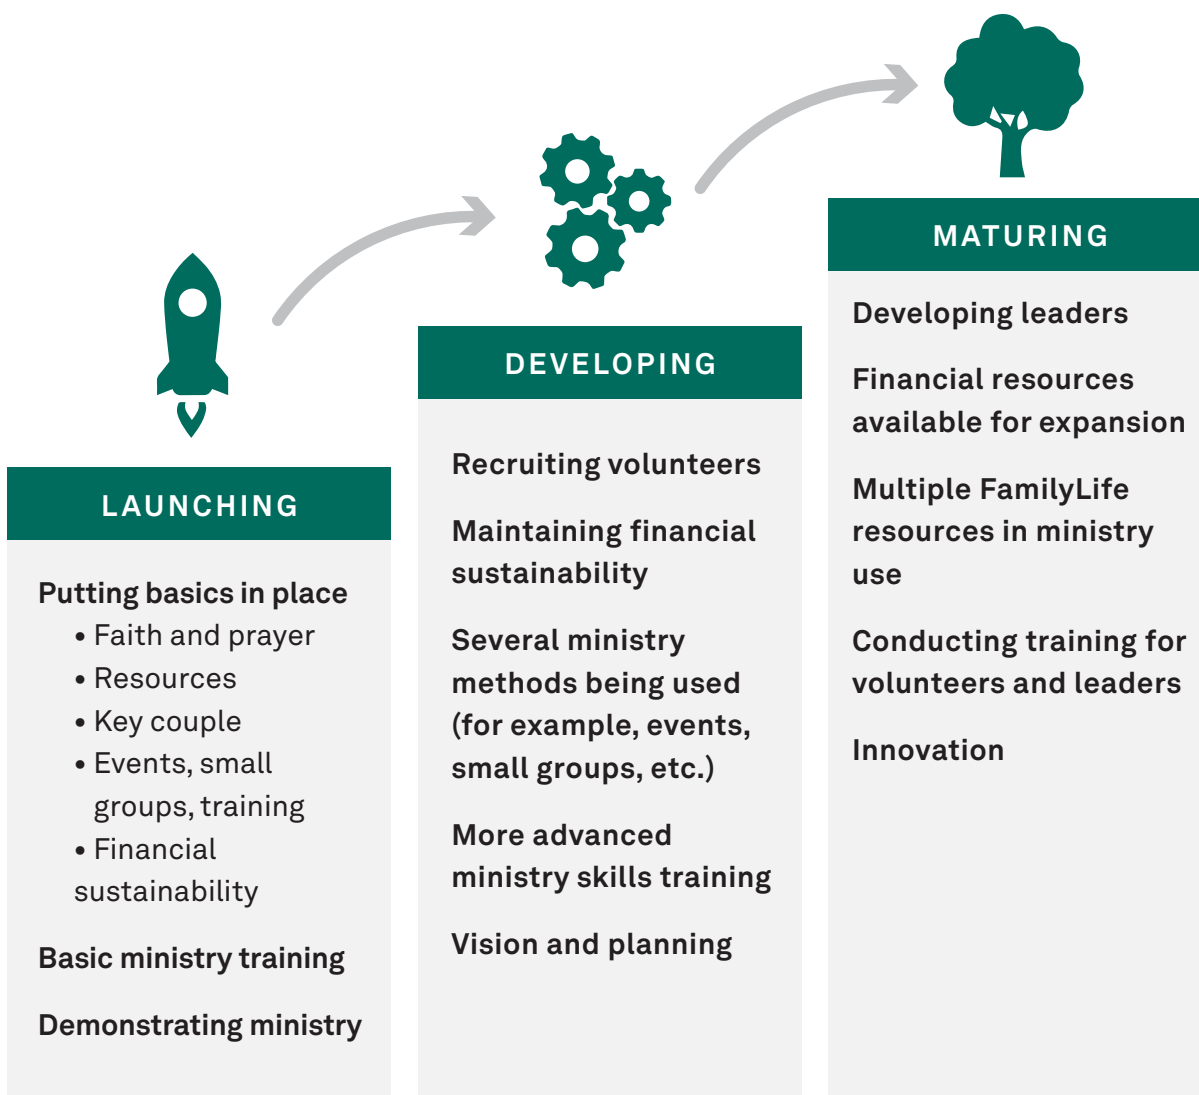 LAUNCHING
Putting basics in place
• Faith and prayer
• Resources
• Key couple
• Events, small
groups, training
• Financial
sustainability
Basic ministry training
Demonstrating ministry
DEVELOPING
Recruiting volunteers
Maintaining financial
sustainability
Several ministry
methods being used
(for example, events,
small groups, etc.)
More advanced
ministry skills training
Vision and planning
MATURING
Developing leaders
Financial resources
available for expansion
Multiple FamilyLife
resources in ministry
use
Conducting training for
volunteers and leaders
Innovation